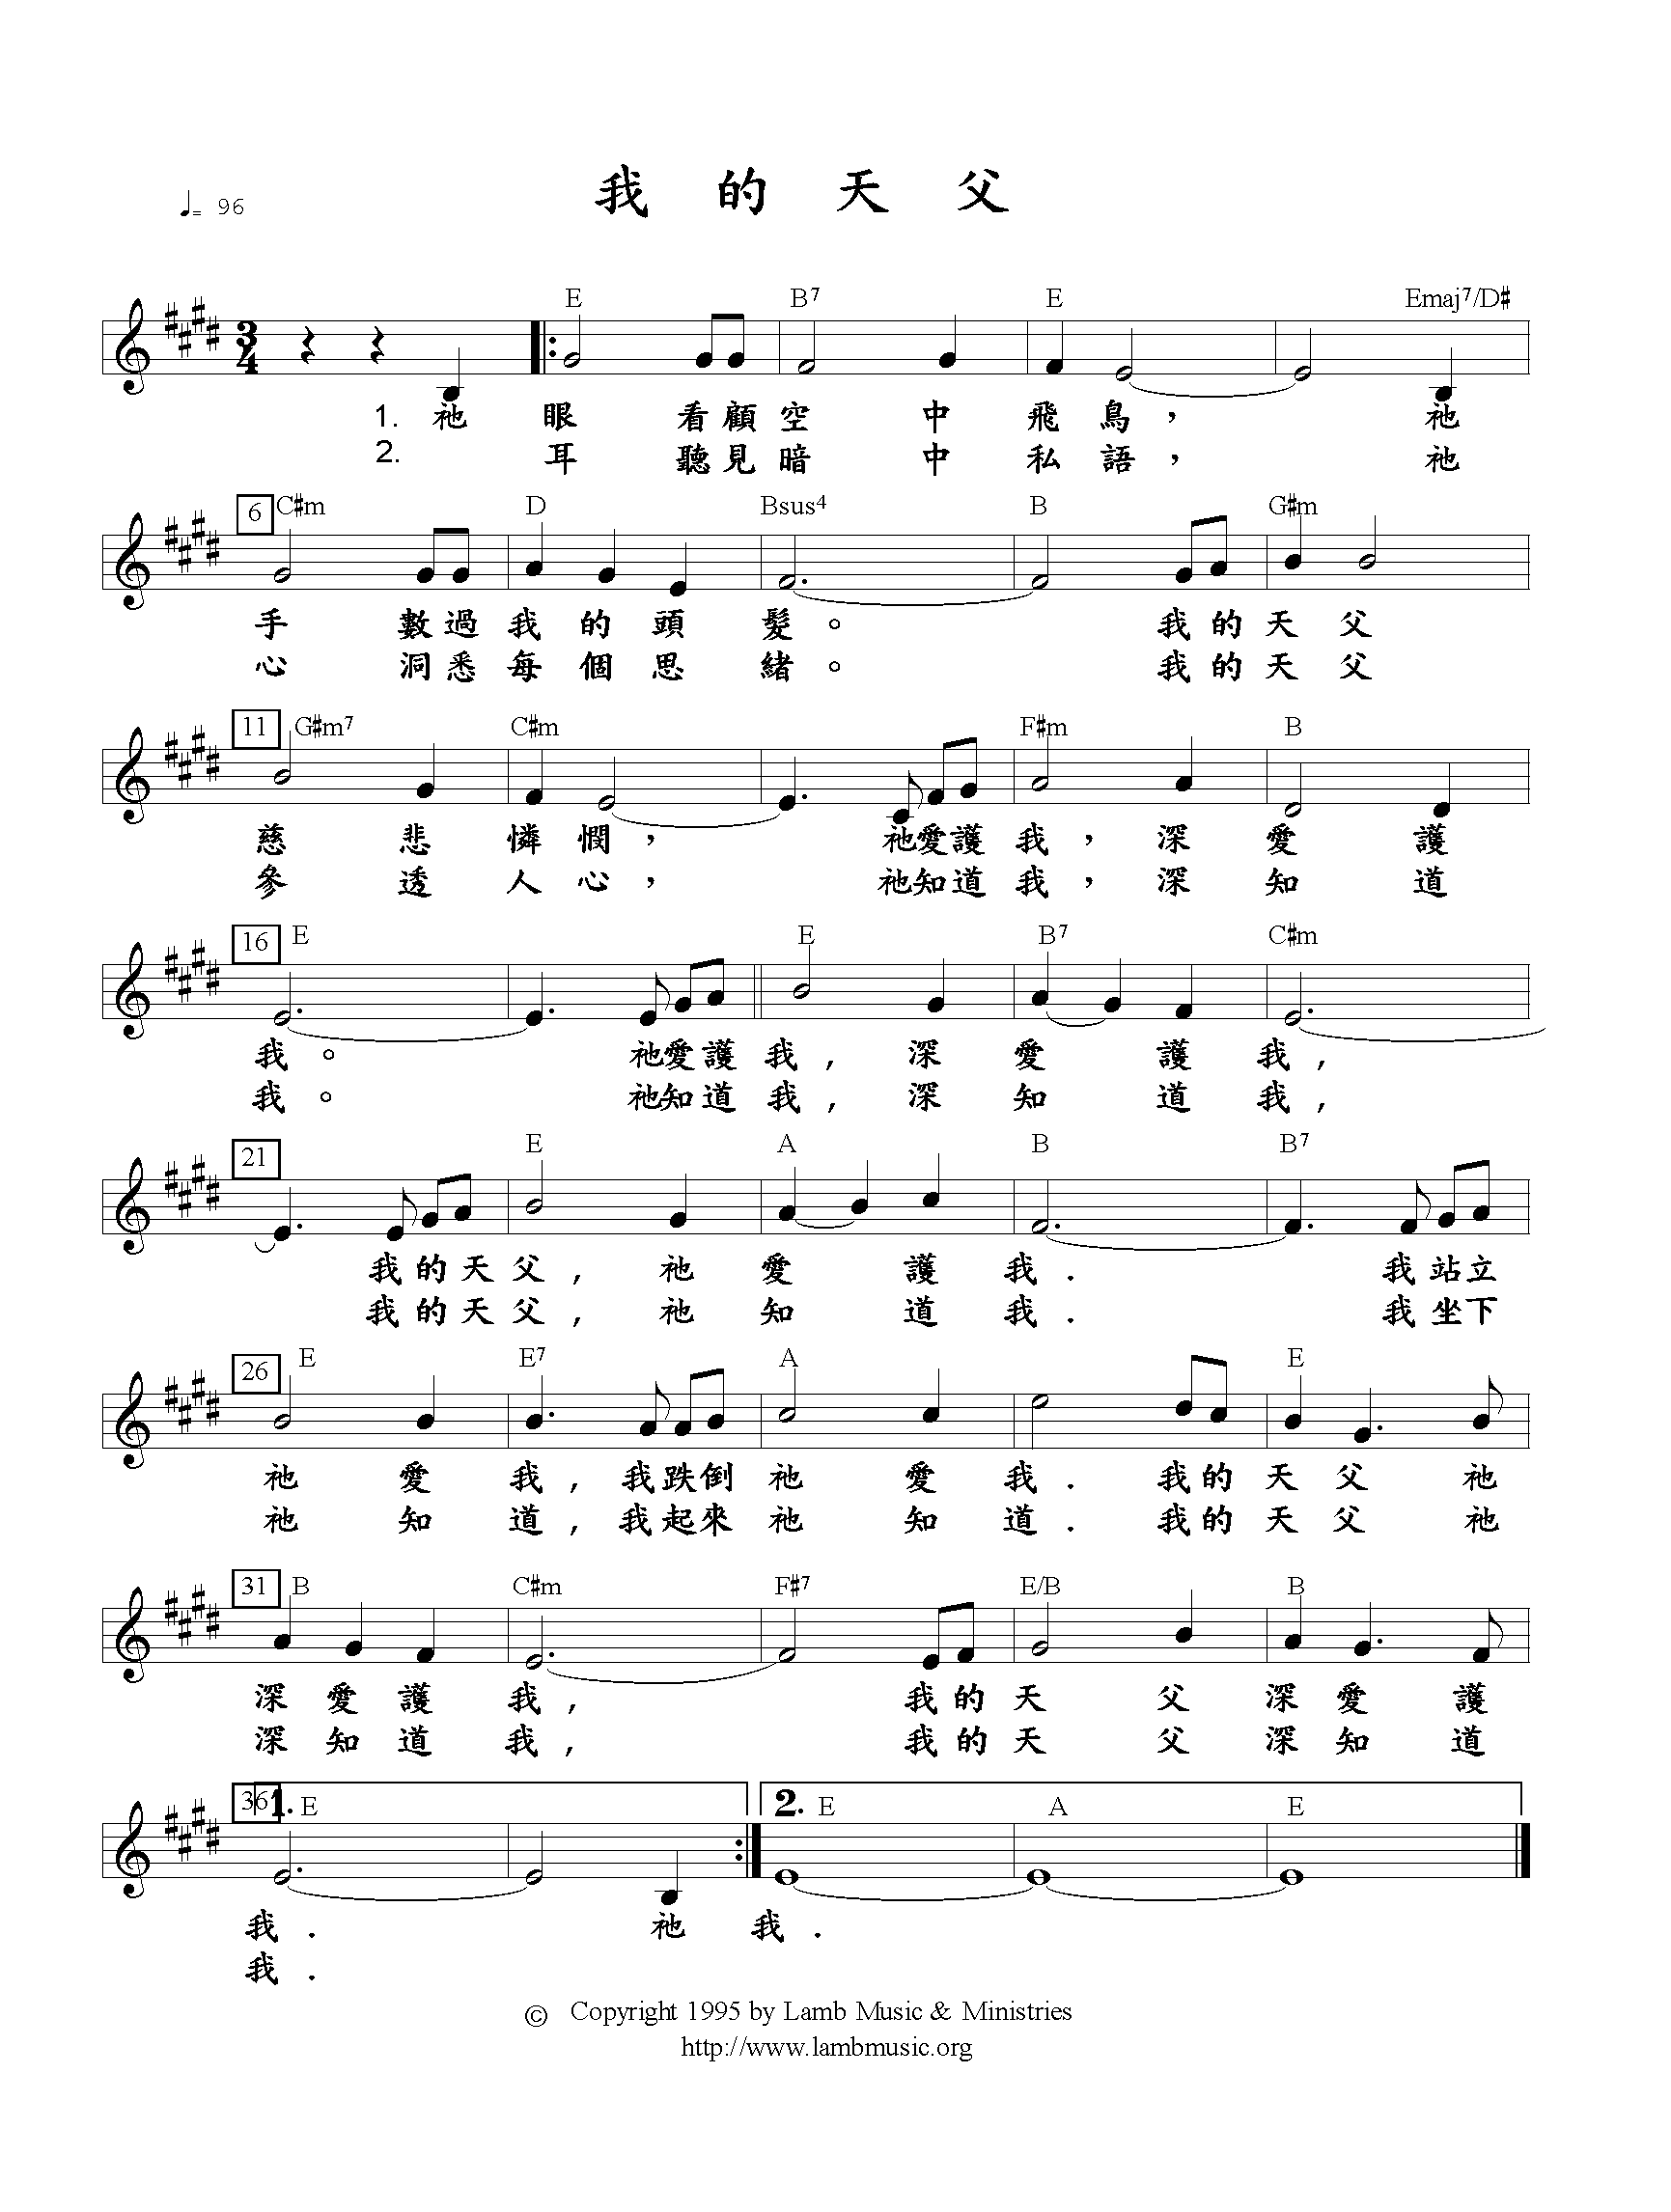 我的天父
♩= 96
E B7 E Emaj7/D#
3 4
1. 祂眼看顧空中飛鳥，祂
2. 耳聽見暗中私語，祂
6 C#m D Bsus4 B G#m
手數過我的頭髮。我的天父
心洞悉每個思緒。我的天父
11 G#m7 C#m F#m B
慈悲憐憫，祂愛護我，深愛護
參透人心，祂知道我，深知道
16 E E B7 C#m
我。祂愛護我，深愛護我，
我。祂知道我，深知道我，
21 E A B B7
我的天父，祂愛護我. 我站立
我的天父，祂知道我. 我坐下
26 E E7 A E
祂愛我，我跌倒祂愛我. 我的天父祂
祂知道，我起來祂知道. 我的天父祂
31 B C#m F#7 E/B B
深愛護我，我的天父深愛護
深知道我，我的天父深知道
36 1. E 2. E A E
我. 祂我.
我.
© Copyright 1995 by Lamb Music & Ministries
http://www.lambmusic.org